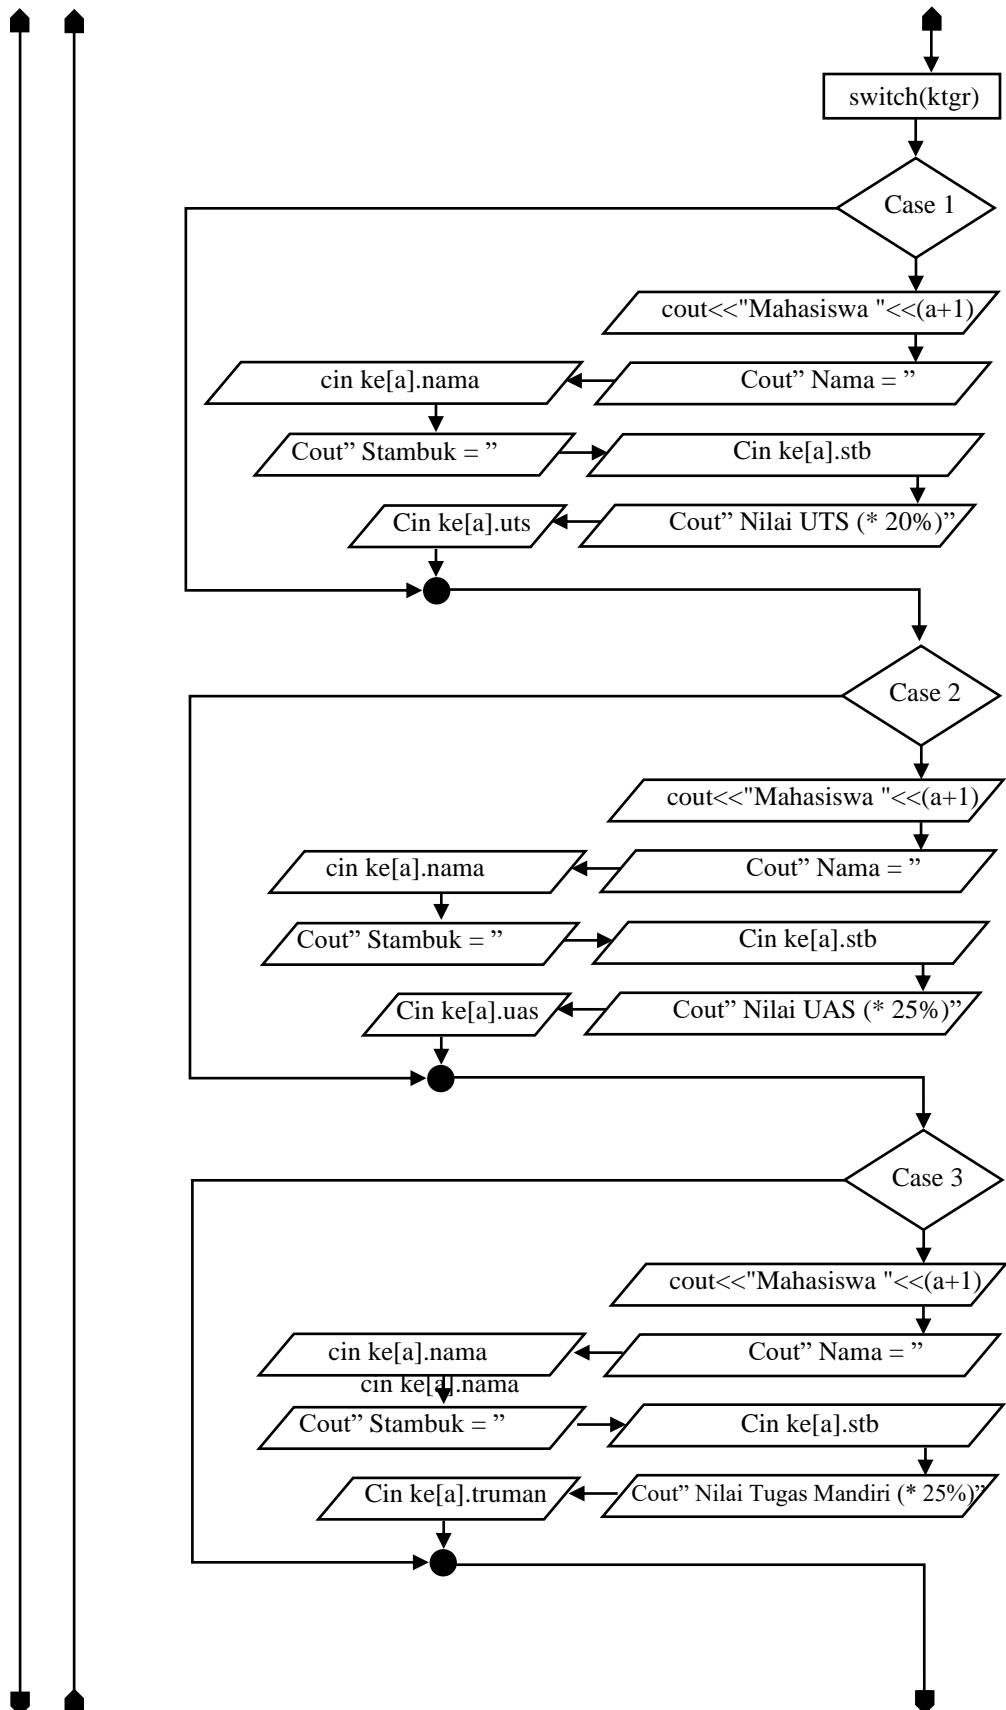 switch(ktgr)
Case 1
cout<<"Mahasiswa "<<(a+1)
Cout” Nama = ”
cin ke[a].nama
Cout” Stambuk = ”
Cin ke[a].stb
Cout” Nilai UTS (* 20%)”
Cin ke[a].uts
Case 2
cout<<"Mahasiswa "<<(a+1)
Cout” Nama = ”
cin ke[a].nama
Cout” Stambuk = ”
Cin ke[a].stb
Cout” Nilai UAS (* 25%)”
Cin ke[a].uas
Case 3
cout<<"Mahasiswa "<<(a+1)
Cout” Nama = ”
cin ke[a].nama
cin ke[a].nama
Cout” Stambuk = ”
Cin ke[a].stb
Cout” Nilai Tugas Mandiri (* 25%)”
Cin ke[a].truman